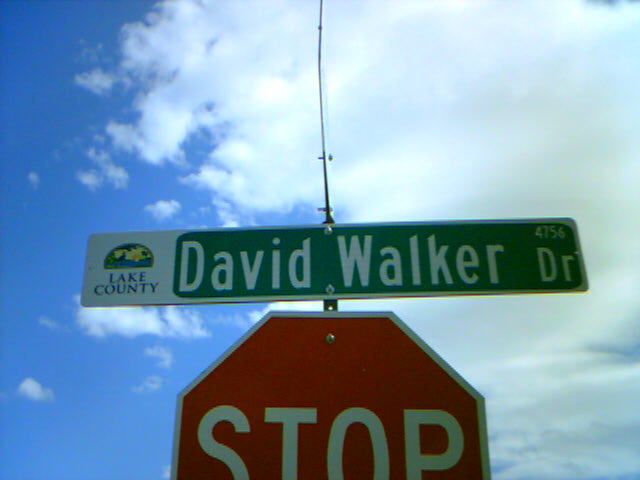 LAKE
COUNTY
David Walker Dr
4756
STOP